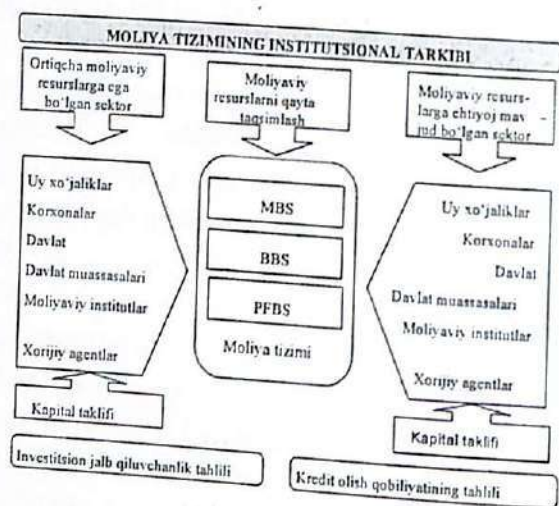 MOLIYA TIZIMINING INSTITUTSIONAL TARKIBI
Ortiqcha moliyaviy
resurslarga ega
bo‘lgan sektor
Moliyaviy
resurslarni qayta
taqsimlash
Moliyaviy resurs-
larga ehtiyoj mav -
jud bo‘lgan sektor
Uy xo‘jaliklar
Korxonalar
Davlat
Davlat muassasalari
Moliyaviy institutlar
Xorijiy agentlar
MBS
BBS
PFBS
Moliya tizimi
Uy xo‘jaliklar
Korxonalar
Davlat
Davlat muassasalari
Moliyaviy institutlar
Xorijiy agentlar
Kapital taklifi
Kapital taklifi
Investitsion jalb qiluvchanlik tahlili
Kredit olish qobiliyatining tahlili